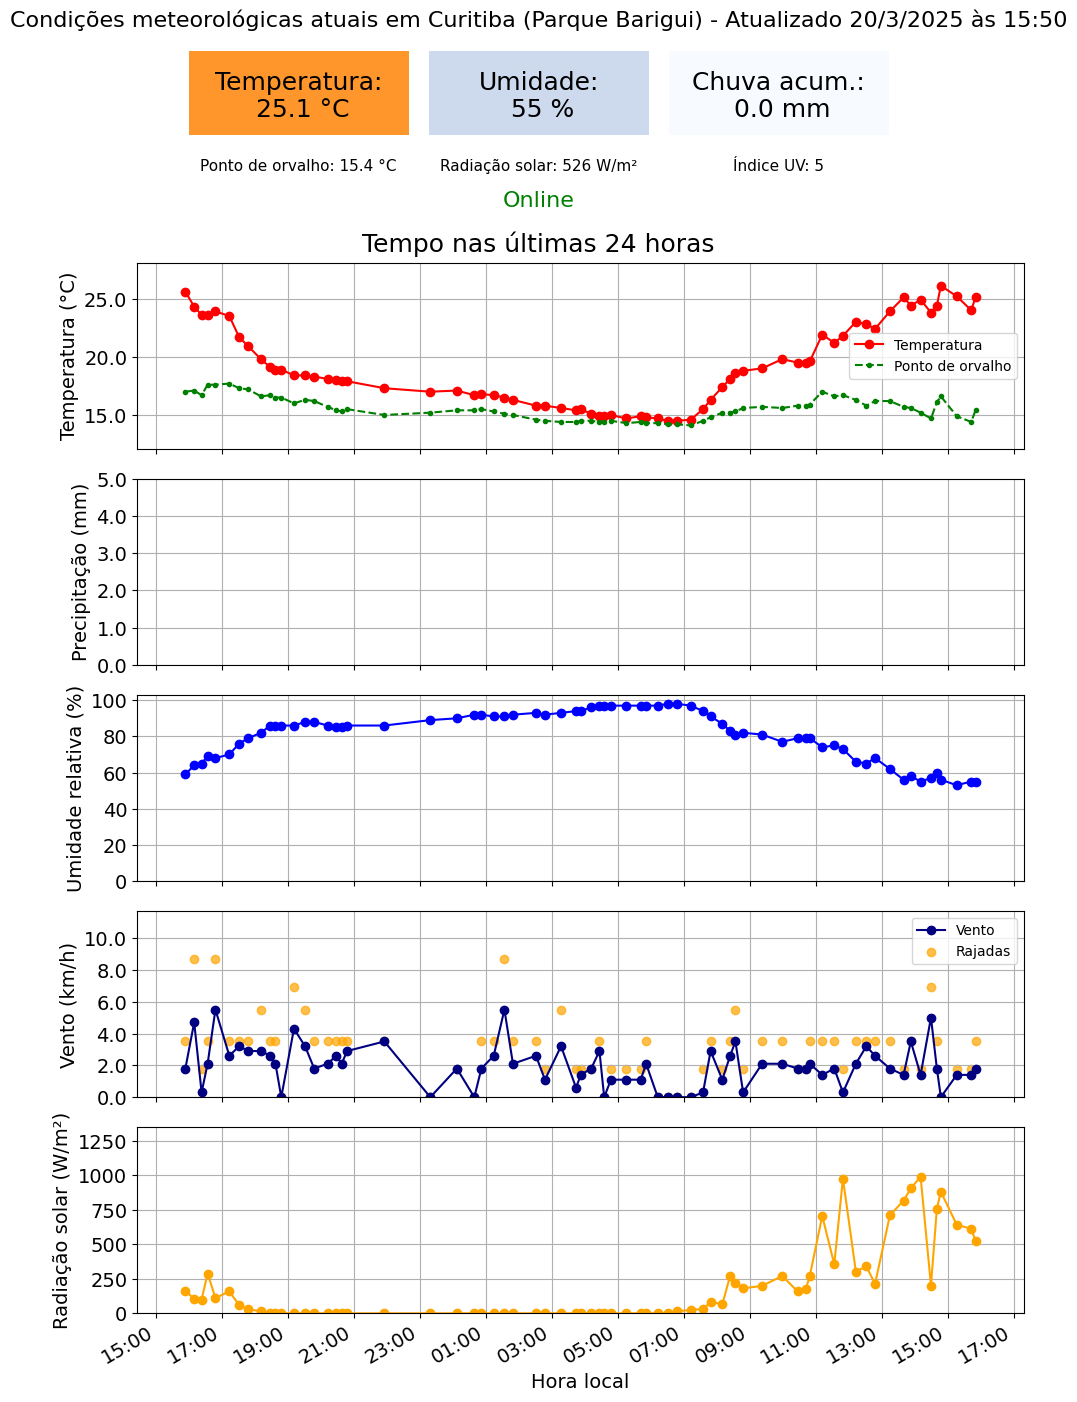 Condições meteorológicas atuais em Curitiba (Parque Barigui) - Atualizado 20/3/2025 às 15:50
Temperatura:
25.1 °C
Umidade:
55 %
Chuva acum.:
0.0 mm
Ponto de orvalho: 15.4 °C
Radiação solar: 526 W/m²
Índice UV: 5
Online
Tempo nas últimas 24 horas
Temperatura (°C)
25.0
20.0
15.0
Temperatura
Ponto de orvalho
Precipitação (mm)
5.0
4.0
3.0
2.0
1.0
0.0
Umidade relativa (%)
100
80
60
40
20
0
Vento (km/h)
10.0
8.0
6.0
4.0
2.0
0.0
Vento
Rajadas
Radiação solar (W/m²)
1250
1000
750
500
250
0
15:00
17:00
19:00
21:00
23:00
01:00
03:00
05:00
07:00
09:00
11:00
13:00
15:00
17:00
Hora local